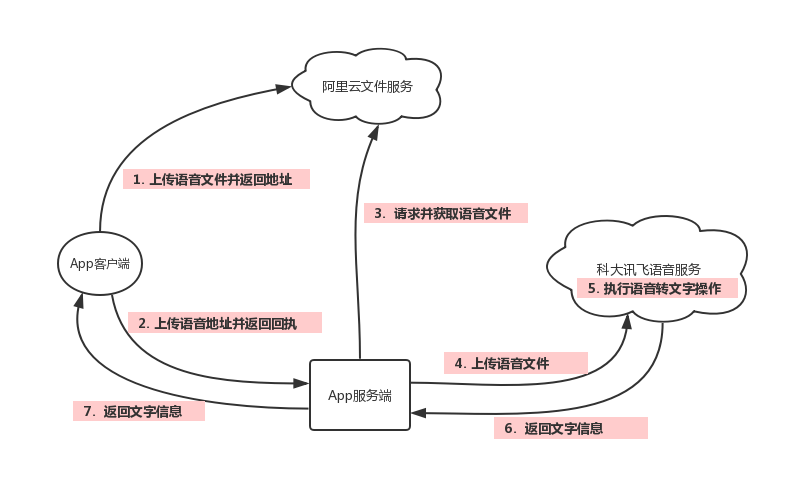 阿里云文件服务
1. 上传语音文件并返回地址
3. 请求并获取语音文件
App客户端
科大讯飞语音服务
5. 执行语音转文字操作
2. 上传语音地址并返回回执
4. 上传语音文件
App服务端
7. 返回文字信息
6. 返回文字信息